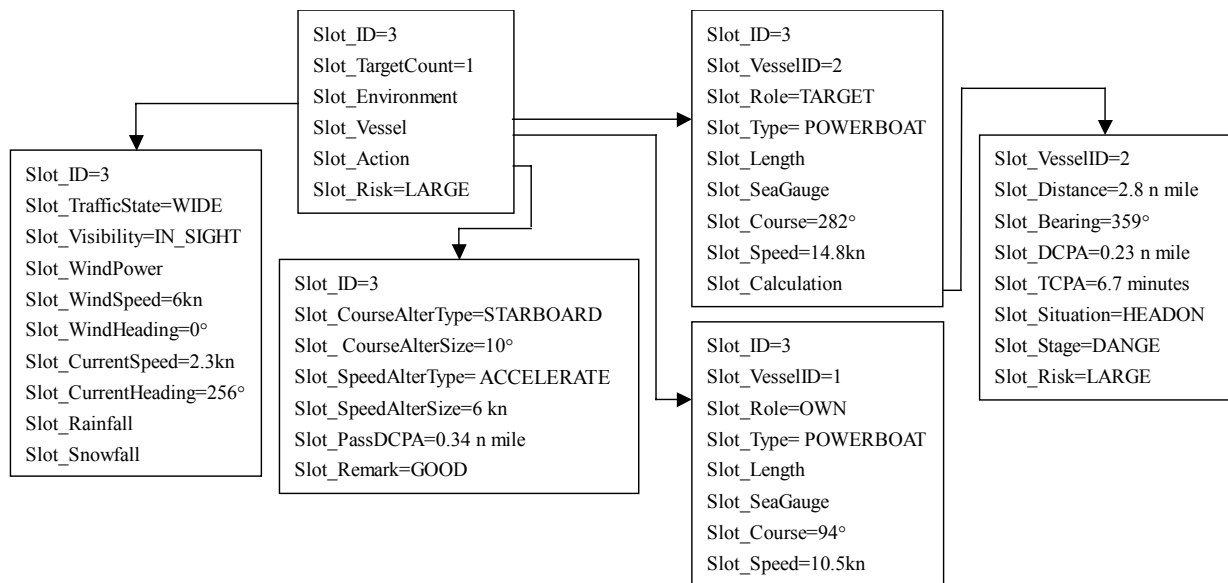 Slot_ID=3
Slot_TargetCount=1
Slot_Environment
Slot_Vessel
Slot_Action
Slot_Risk=LARGE
Slot_ID=3
Slot_TrafficState=WIDE
Slot_Visibility=IN_SIGHT
Slot_WindPower
Slot_WindSpeed=6kn
Slot_WindHeading=0°
Slot_CurrentSpeed=2.3kn
Slot_CurrentHeading=256°
Slot_Rainfall
Slot_Snowfall
Slot_ID=3
Slot_CourseAlterType=STARBOARD
Slot_ CourseAlterSize=10°
Slot_SpeedAlterType= ACCELERATE
Slot_SpeedAlterSize=6 kn
Slot_PassDCPA=0.34 n mile
Slot_Remark=GOOD
Slot_ID=3
Slot_VesselID=2
Slot_Role=TARGET
Slot_Type= POWERBOAT
Slot_Length
Slot_SeaGauge
Slot_Course=282°
Slot_Speed=14.8kn
Slot_Calculation
Slot_ID=3
Slot_VesselID=1
Slot_Role=OWN
Slot_Type= POWERBOAT
Slot_Length
Slot_SeaGauge
Slot_Course=94°
Slot_Speed=10.5kn
Slot_VesselID=2
Slot_Distance=2.8 n mile
Slot_Bearing=359°
Slot_DCPA=0.23 n mile
Slot_TCPA=6.7 minutes
Slot_Situation=HEADON
Slot_Stage=DANGE
Slot_Risk=LARGE